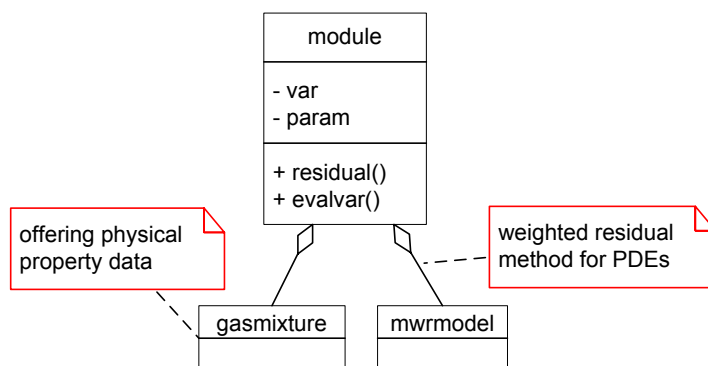 module
- var
- param
+ residual()
+ evalvar()
offering physical
property data
weighted residual
method for PDEs
gasmixture
mwrmodel